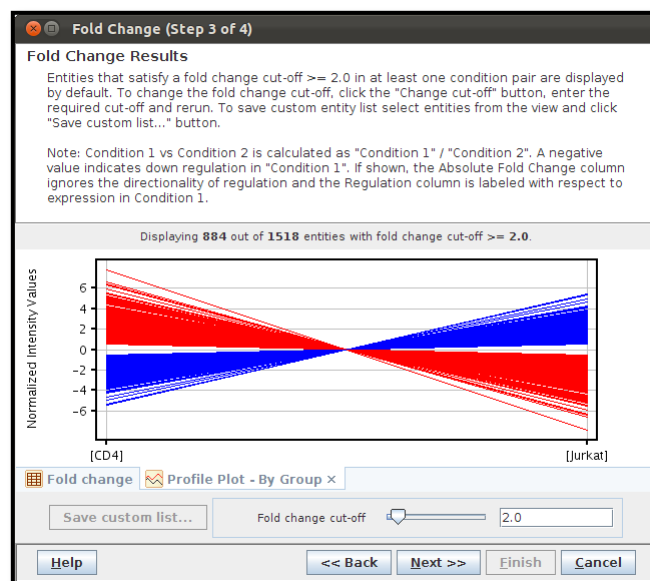 Fold Change (Step 3 of 4)
Fold Change Results
Entities that satisfy a fold change cut-off >= 2.0 in at least one condition pair are displayed
by default. To change the fold change cut-off, click the "Change cut-off" button, enter the
required cut-off and rerun. To save custom entity list select entities from the view and click
"Save custom list..." button.
Note: Condition 1 vs Condition 2 is calculated as "Condition 1" / "Condition 2". A negative
value indicates down regulation in "Condition 1". If shown, the Absolute Fold Change column
ignores the directionality of regulation and the Regulation column is labeled with respect to
expression in Condition 1.
Displaying 884 out of 1518 entities with fold change cut-off >= 2.0.
Normalized Intensity Values
6
4
2
0
-2
-4
-6
[CD4] [Jurkat]
Fold change Profile Plot - By Group ×
Save custom list... Fold change cut-off 2.0
Help << Back Next >> Finish Cancel